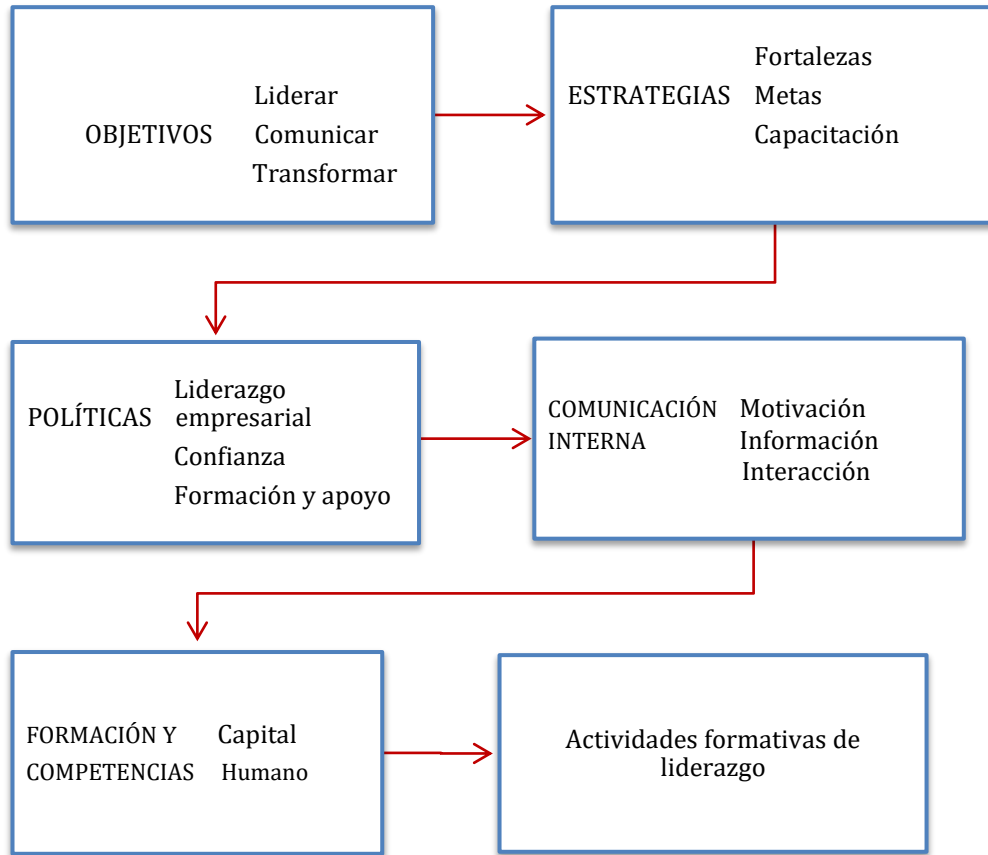 OBJETIVOS
Liderar
Comunicar
Transformar
ESTRATEGIAS
Fortalezas
Metas
Capacitación
POLÍTICAS
Liderazgo
empresarial
Confianza
Formación y apoyo
COMUNICACIÓN
INTERNA
Motivación
Información
Interacción
FORMACIÓN Y
COMPETENCIAS
Capital
Humano
Actividades formativas de
liderazgo